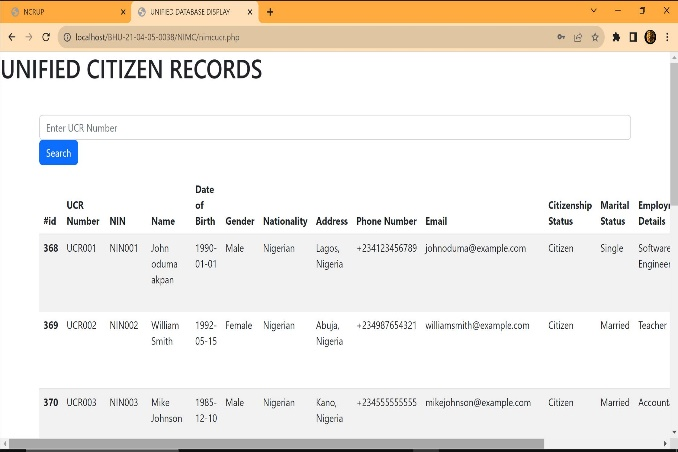 NCRUP
UNIFIED DATABASE DISPLAY
localhost/BHU-21-04-05-0038/NIMC/nimcucr.php
UNIFIED CITIZEN RECORDS
Enter UCR Number
Search
#id UCR Number NIN Name Date of Birth Gender Nationality Address Phone Number Email Citizenship Status Marital Status Employ Details
368 UCR001 NIN001 John oduma akpan 1990-01-01 Male Nigerian Lagos, Nigeria +234123456789 johnoduma@example.com Citizen Single Software Engineer
369 UCR002 NIN002 William Smith 1992-05-15 Female Nigerian Abuja, Nigeria +234987654321 williamsmith@example.com Citizen Married Teacher
370 UCR003 NIN003 Mike Johnson 1985-12-10 Male Nigerian Kano, Nigeria +234555555555 mikejohnson@example.com Citizen Married Account